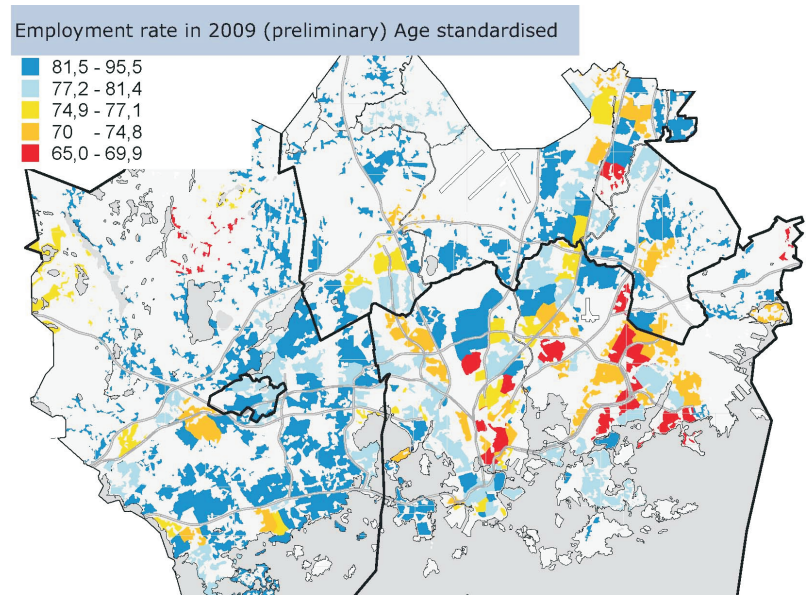 Employment rate in 2009 (preliminary) Age standardised
81,5 - 95,5
77,2 - 81,4
74,9 - 77,1
70 - 74,8
65,0 - 69,9